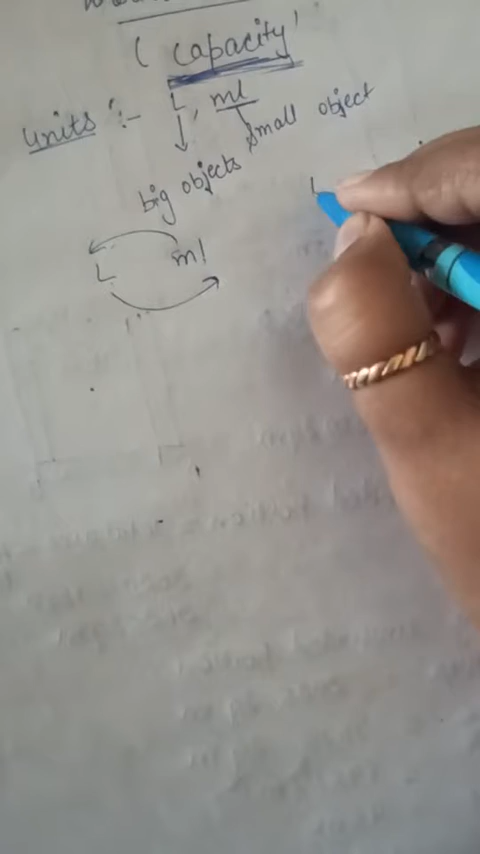 ( Capacity'
Units :- L, ml
small object
big objects
L ml